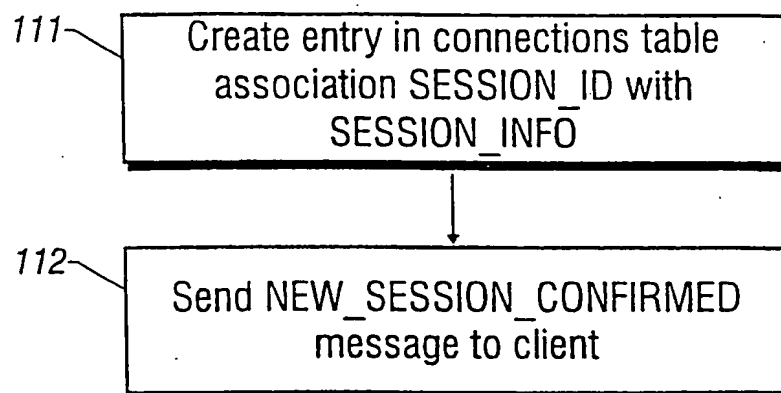 111
Create entry in connections table
association SESSION_ID with
SESSION_INFO
112
Send NEW_SESSION_CONFIRMED
message to client